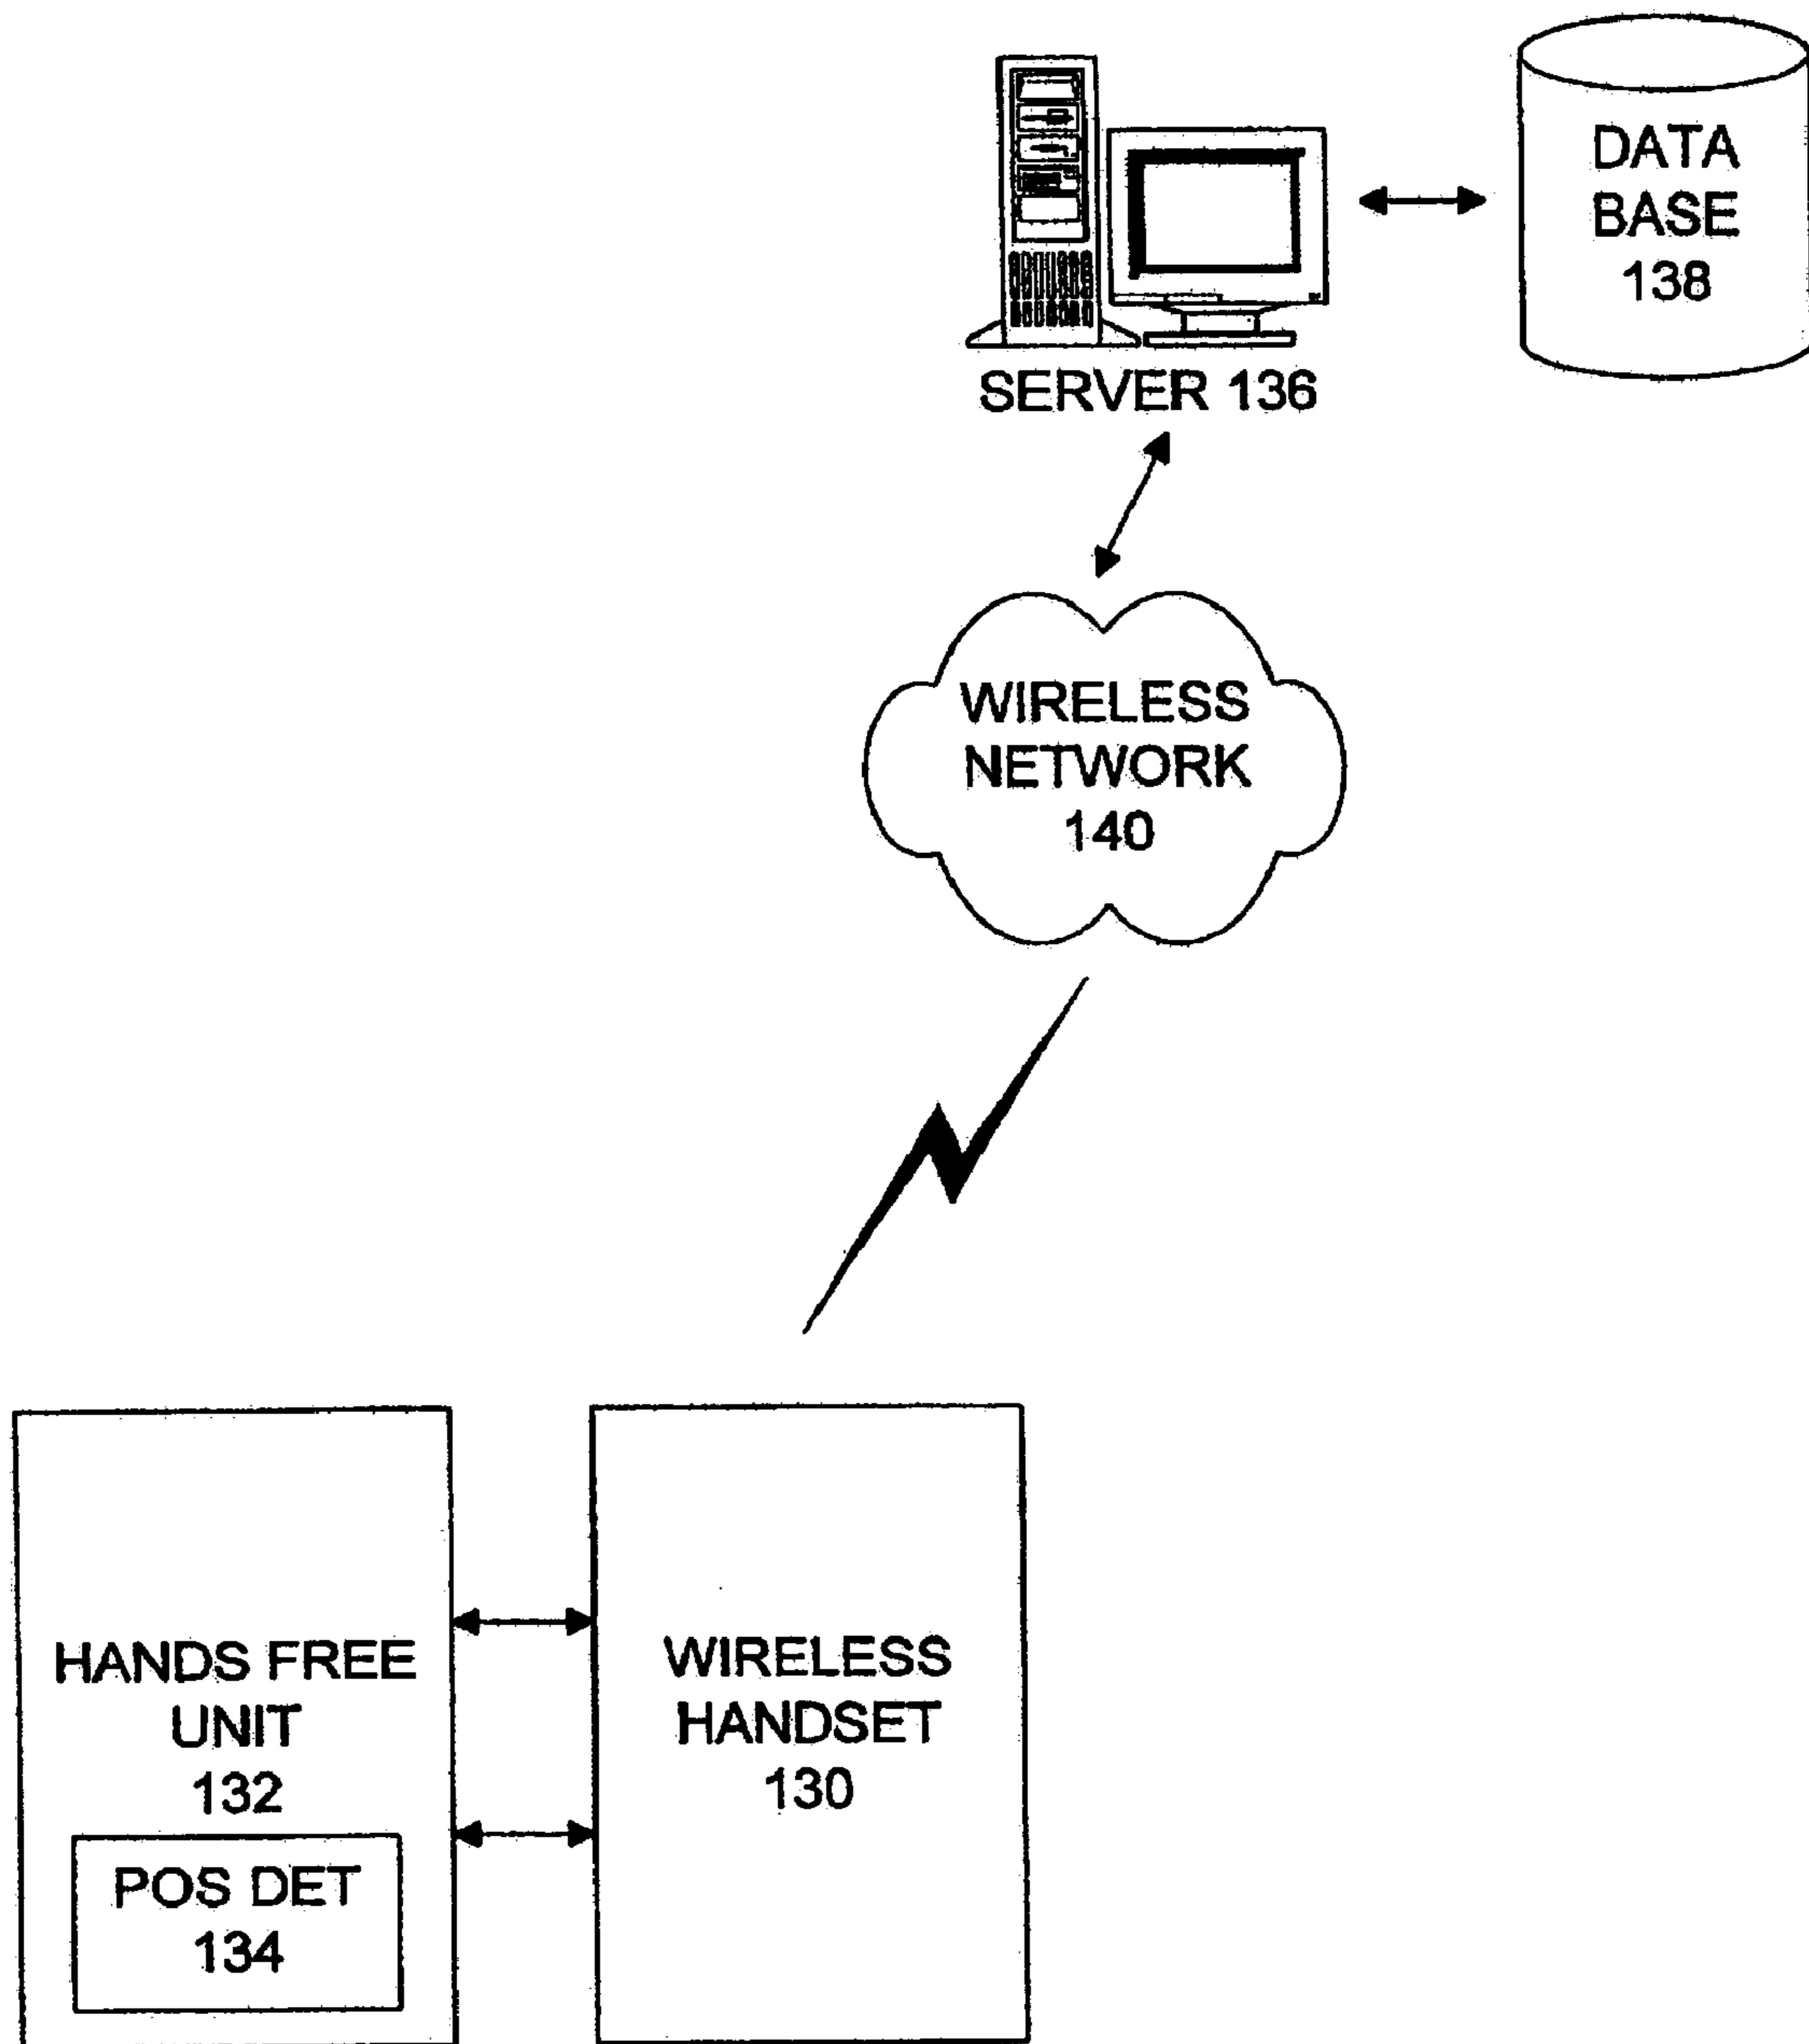 DATA
BASE
138
SERVER 136
WIRELESS
NETWORK
140
HANDS FREE
UNIT
132
POS DET
134
WIRELESS
HANDSET
130